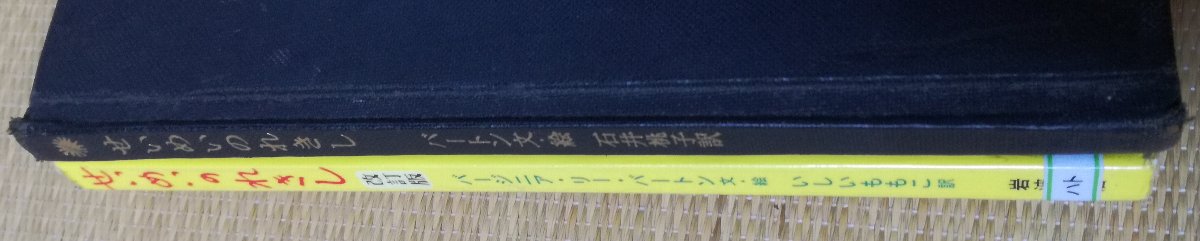 せいめいのれきし バートン文・絵 石井桃子訳
せいめいのれきし 改訂版 バージニア・リー・バートン文・絵 いしいももこ訳 岩 ハト